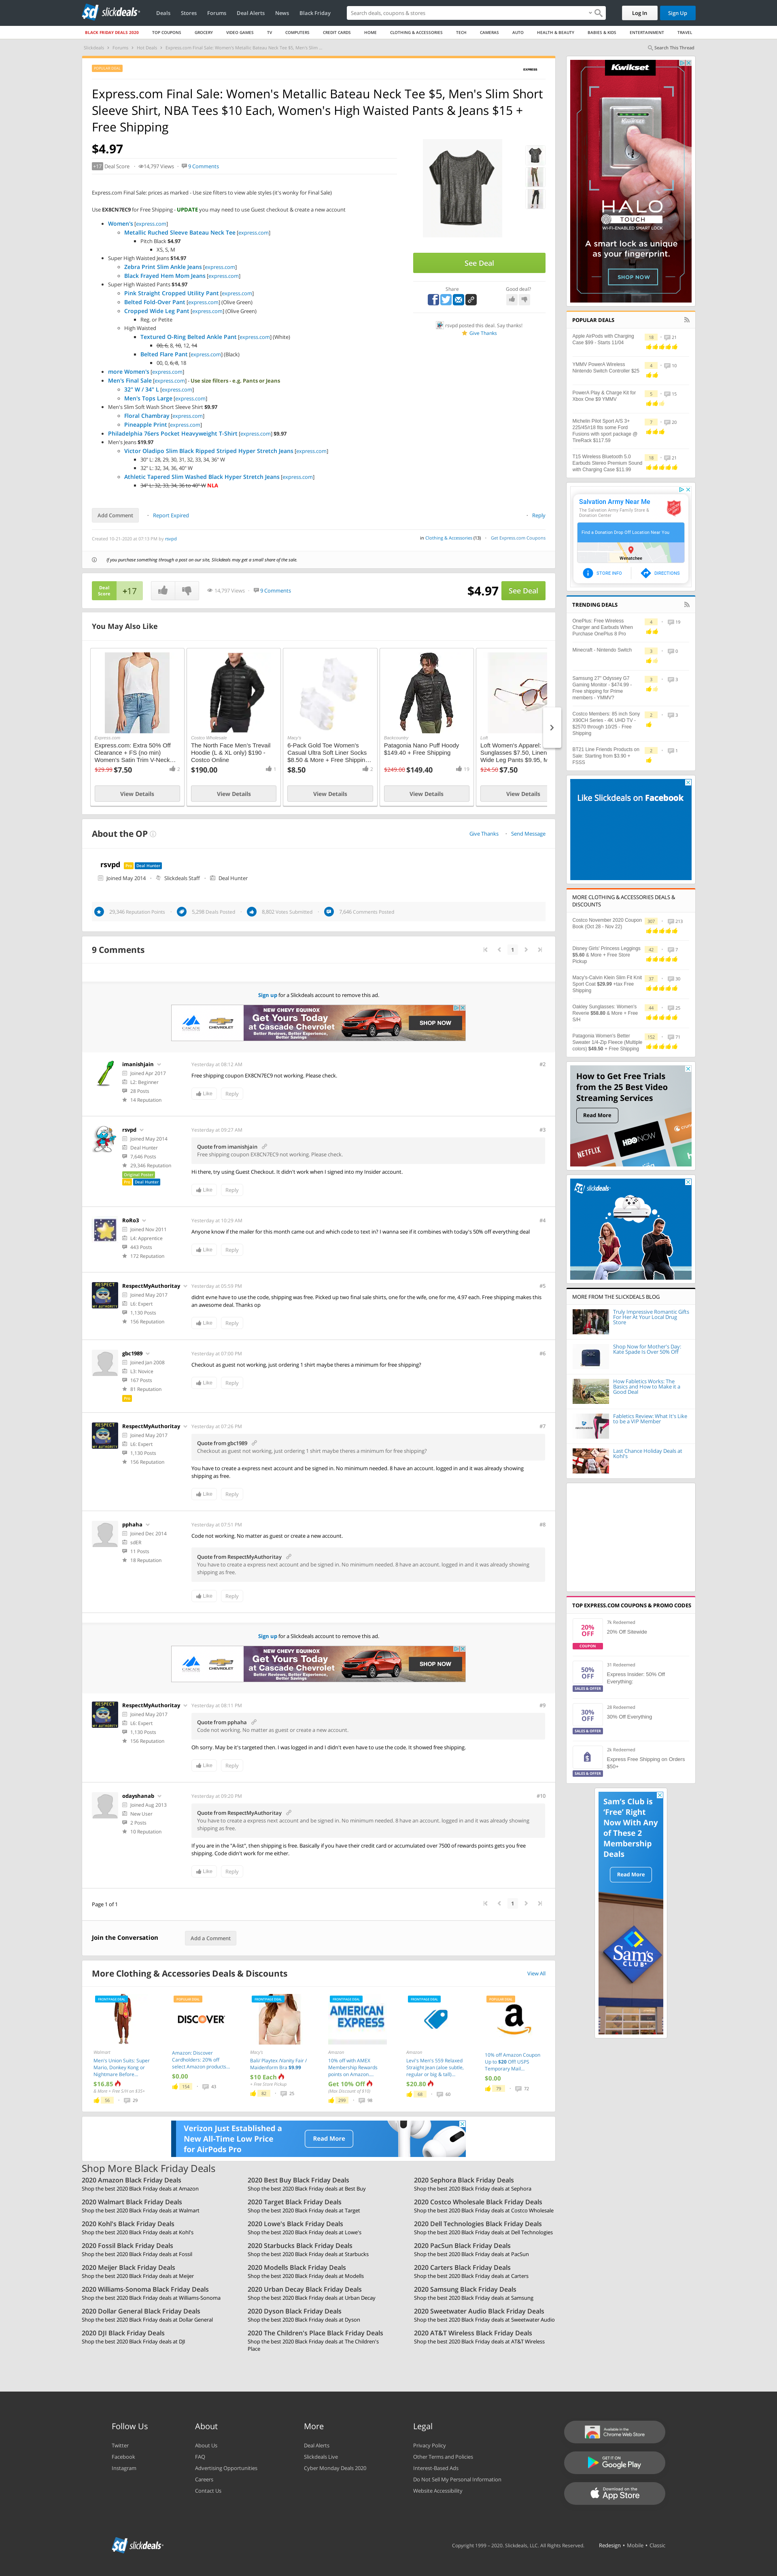 slickdeals
Deals
Stores
Forums
Deal Alerts
News
Black Friday
Search deals, coupons & stores
Log In
Sign Up
BLACK FRIDAY DEALS 2020
TOP COUPONS
GROCERY
VIDEO GAMES
TV
COMPUTERS
CREDIT CARDS
HOME
CLOTHING & ACCESSORIES
TECH
CAMERAS
AUTO
HEALTH & BEAUTY
BABIES & KIDS
ENTERTAINMENT
TRAVEL
Slickdeals > Forums > Hot Deals > Express.com Final Sale: Women's Metallic Bateau Neck Tee $5, Men's Slim ...
Search This Thread
POPULAR DEAL
EXPRESS
Express.com Final Sale: Women's Metallic Bateau Neck Tee $5, Men's Slim Short
Sleeve Shirt, NBA Tees $10 Each, Women's High Waisted Pants & Jeans $15 +
Free Shipping
$4.97
+17 Deal Score
14,797 Views
9 Comments
Express.com Final Sale: prices as marked - Use size filters to view able styles (it's wonky for Final Sale)
Use EX8CN7EC9 for Free Shipping - UPDATE you may need to use Guest checkout & create a new account
Women's [express.com]
Metallic Ruched Sleeve Bateau Neck Tee [express.com]
Pitch Black $4.97
XS, S, M
Super High Waisted Jeans $14.97
Zebra Print Slim Ankle Jeans [express.com]
Black Frayed Hem Mom Jeans [express.com]
Super High Waisted Pants $14.97
Pink Straight Cropped Utility Pant [express.com]
Belted Fold-Over Pant [express.com] (Olive Green)
Cropped Wide Leg Pant [express.com] (Olive Green)
Reg. or Petite
High Waisted
Textured O-Ring Belted Ankle Pant [express.com] (White)
00, 6, 8, 10, 12, 14
Belted Flare Pant [express.com] (Black)
00, 0, 6, 8, 18
more Women's [express.com]
Men's Final Sale [express.com] - Use size filters - e.g. Pants or Jeans
32" W / 34" L [express.com]
Men's Tops Large [express.com]
Men's Slim Soft Wash Short Sleeve Shirt $9.97
Floral Chambray [express.com]
Pineapple Print [express.com]
Philadelphia 76ers Pocket Heavyweight T-Shirt [express.com] $9.97
Men's Jeans $19.97
Victor Oladipo Slim Black Ripped Striped Hyper Stretch Jeans [express.com]
30" L: 28, 29, 30, 31, 32, 33, 34, 36" W
32" L: 32, 34, 36, 40" W
Athletic Tapered Slim Washed Black Hyper Stretch Jeans [express.com]
34" L: 32, 33, 34, 36 to 40" W NLA
See Deal
Share
Good deal?
rsvpd posted this deal. Say thanks!
Give Thanks
Add Comment
Report Expired
Reply
Created 10-21-2020 at 07:13 PM by rsvpd
in Clothing & Accessories (13)
Get Express.com Coupons
If you purchase something through a post on our site, Slickdeals may get a small share of the sale.
Deal
Score
+17
14,797 Views
9 Comments
$4.97
See Deal
You May Also Like
Express.com
Express.com: Extra 50% Off
Clearance + FS (no min)
Women's Satin Trim V-Neck...
$29.99 $7.50
2
View Details
Costco Wholesale
The North Face Men's Trevail
Hoodie (L & XL only) $190 -
Costco Online
$190.00
1
View Details
Macy's
6-Pack Gold Toe Women's
Casual Ultra Soft Liner Socks
$8.50 & More + Free Shippin...
$8.50
2
View Details
Backcountry
Patagonia Nano Puff Hoody
$149.40 + Free Shipping
$249.00 $149.40
13
View Details
Loft
Loft Women's Apparel:
Sunglasses $7.50, Linen
Wide Leg Pants $9.95, M
$24.50 $7.50
View Details
About the OP
Give Thanks
Send Message
rsvpd Pro Deal Hunter
Joined May 2014
Slickdeals Staff
Deal Hunter
29,346 Reputation Points
5,298 Deals Posted
8,802 Votes Submitted
7,646 Comments Posted
9 Comments
1
Sign up for a Slickdeals account to remove this ad.
CASCADE
CHEVROLET
NEW CHEVY EQUINOX
Get Yours Today
at Cascade Chevrolet
Better Reviews, Better Experiences, Better Savings
SHOP NOW
imanishjain
Joined Apr 2017
L2: Beginner
28 Posts
14 Reputation
Yesterday at 08:12 AM
#2
Free shipping coupon EX8CN7EC9 not working. Please check.
Like
Reply
rsvpd
Joined May 2014
Deal Hunter
7,646 Posts
29,346 Reputation
Original Poster
Pro Deal Hunter
Yesterday at 09:27 AM
#3
Quote from imanishjain
Free shipping coupon EX8CN7EC9 not working. Please check.
Hi there, try using Guest Checkout. It didn't work when I signed into my Insider account.
Like
Reply
RoRo3
Joined Nov 2011
L4: Apprentice
443 Posts
172 Reputation
Yesterday at 10:29 AM
#4
Anyone know if the mailer for this month came out and which code to text in? I wanna see if it combines with today's 50% off everything deal
Like
Reply
RespectMyAuthoritay
Joined May 2017
L6: Expert
1,130 Posts
156 Reputation
Yesterday at 05:59 PM
#5
didnt evne have to use the code, shipping was free. Picked up two final sale shirts, one for the wife, one for me, 4.97 each. Free shipping makes this
an awesome deal. Thanks op
Like
Reply
gbc1989
Joined Jan 2008
L3: Novice
167 Posts
81 Reputation
Pro
Yesterday at 07:00 PM
#6
Checkout as guest not working, just ordering 1 shirt maybe theres a minimum for free shipping?
Like
Reply
RespectMyAuthoritay
Joined May 2017
L6: Expert
1,130 Posts
156 Reputation
Yesterday at 07:26 PM
#7
Quote from gbc1989
Checkout as guest not working, just ordering 1 shirt maybe theres a minimum for free shipping?
You have to create a express next account and be signed in. No minimum needed. 8 have an account. logged in and it was already showing
shipping as free.
Like
Reply
pphaha
Joined Dec 2014
sdER
11 Posts
18 Reputation
Yesterday at 07:51 PM
#8
Code not working. No matter as guest or create a new account.
Quote from RespectMyAuthoritay
You have to create a express next account and be signed in. No minimum needed. 8 have an account. logged in and it was already showing
shipping as free.
Like
Reply
Sign up for a Slickdeals account to remove this ad.
CASCADE
CHEVROLET
NEW CHEVY EQUINOX
Get Yours Today
at Cascade Chevrolet
Better Reviews, Better Experiences, Better Savings
SHOP NOW
RespectMyAuthoritay
Joined May 2017
L6: Expert
1,130 Posts
156 Reputation
Yesterday at 08:11 PM
#9
Quote from pphaha
Code not working. No matter as guest or create a new account.
Oh sorry. May be it's targeted then. I was logged in and I didn't even have to use the code. It showed free shipping.
Like
Reply
odayshanab
Joined Aug 2013
New User
2 Posts
10 Reputation
Yesterday at 09:20 PM
#10
Quote from RespectMyAuthoritay
You have to create a express next account and be signed in. No minimum needed. 8 have an account. logged in and it was already showing
shipping as free.
If you are in the "A-list", then shipping is free. Basically if you have their credit card or accumulated over 7500 of rewards points gets you free
shipping. Code didn't work for me either.
Like
Reply
Page 1 of 1
1
Join the Conversation
Add a Comment
More Clothing & Accessories Deals & Discounts
View All
FRONTPAGE DEAL
Walmart
Men's Union Suits: Super
Mario, Donkey Kong or
Nightmare Before...
$16.85
& More + Free S/H on $35+
56
29
POPULAR DEAL
DISCOVER
Amazon: Discover
Cardholders: 20% off
select Amazon products...
$0.00
154
43
FRONTPAGE DEAL
Macy's
Bali/ Playtex /Vanity Fair /
Maidenform Bra $9.99
$10 Each
+ Free Store Pickup
82
25
FRONTPAGE DEAL
AMERICAN
EXPRESS
Amazon
10% off with AMEX
Membership Rewards
points on Amazon....
Get 10% Off
(Max Discount of $10)
290
98
FRONTPAGE DEAL
Amazon
Levi's Men's 559 Relaxed
Straight Jean (aloe subtle,
regular or big & tall)...
$20.80
68
60
POPULAR DEAL
10% off Amazon Coupon
Up to $20 Off! USPS
Temporary Mail...
$0.00
79
72
Verizon Just Established a
New All-Time Low Price
for AirPods Pro
Read More
Shop More Black Friday Deals
2020 Amazon Black Friday Deals
Shop the best 2020 Black Friday deals at Amazon
2020 Best Buy Black Friday Deals
Shop the best 2020 Black Friday deals at Best Buy
2020 Sephora Black Friday Deals
Shop the best 2020 Black Friday deals at Sephora
2020 Walmart Black Friday Deals
Shop the best 2020 Black Friday deals at Walmart
2020 Target Black Friday Deals
Shop the best 2020 Black Friday deals at Target
2020 Costco Wholesale Black Friday Deals
Shop the best 2020 Black Friday deals at Costco Wholesale
2020 Kohl's Black Friday Deals
Shop the best 2020 Black Friday deals at Kohl's
2020 Lowe's Black Friday Deals
Shop the best 2020 Black Friday deals at Lowe's
2020 Dell Technologies Black Friday Deals
Shop the best 2020 Black Friday deals at Dell Technologies
2020 Fossil Black Friday Deals
Shop the best 2020 Black Friday deals at Fossil
2020 Starbucks Black Friday Deals
Shop the best 2020 Black Friday deals at Starbucks
2020 PacSun Black Friday Deals
Shop the best 2020 Black Friday deals at PacSun
2020 Meijer Black Friday Deals
Shop the best 2020 Black Friday deals at Meijer
2020 Modells Black Friday Deals
Shop the best 2020 Black Friday deals at Modells
2020 Carters Black Friday Deals
Shop the best 2020 Black Friday deals at Carters
2020 Williams-Sonoma Black Friday Deals
Shop the best 2020 Black Friday deals at Williams-Sonoma
2020 Urban Decay Black Friday Deals
Shop the best 2020 Black Friday deals at Urban Decay
2020 Samsung Black Friday Deals
Shop the best 2020 Black Friday deals at Samsung
2020 Dollar General Black Friday Deals
Shop the best 2020 Black Friday deals at Dollar General
2020 Dyson Black Friday Deals
Shop the best 2020 Black Friday deals at Dyson
2020 Sweetwater Audio Black Friday Deals
Shop the best 2020 Black Friday deals at Sweetwater Audio
2020 DJI Black Friday Deals
Shop the best 2020 Black Friday deals at DJI
2020 The Children's Place Black Friday Deals
Shop the best 2020 Black Friday deals at The Children's
Place
2020 AT&T Wireless Black Friday Deals
Shop the best 2020 Black Friday deals at AT&T Wireless
Kwikset
HALO
TOUCH
WI-FI-ENABLED SMART LOCK
A smart lock as unique
as your fingerprint.
SHOP NOW
POPULAR DEALS
Apple AirPods with Charging
Case $99 - Starts 11/04
18
21
YMMV PowerA Wireless
Nintendo Switch Controller $25
4
10
PowerA Play & Charge Kit for
Xbox One $9 YMMV
5
15
Michelin Pilot Sport A/S 3+
225/45/r18 fits some Ford
Fusions with sport package @
TireRack $117.59
7
20
T15 Wireless Bluetooth 5.0
Earbuds Stereo Premium Sound
with Charging Case $11.99
18
21
Salvation Army Near Me
The Salvation Army Family Store &
Donation Center
Find a Donation Drop Off Location Near You
Wenatchee
STORE INFO
DIRECTIONS
TRENDING DEALS
OnePlus: Free Wireless
Charger and Earbuds When
Purchase OnePlus 8 Pro
4
19
Minecraft - Nintendo Switch
3
0
Samsung 27" Odyssey G7
Gaming Monitor - $474.99 -
Free shipping for Prime
members - YMMV?
3
3
Costco Members: 85 inch Sony
X90CH Series - 4K UHD TV -
$2570 through 10/25 - Free
Shipping
2
3
BT21 Line Friends Products on
Sale: Starting from $3.90 +
FSSS
2
1
Like Slickdeals on Facebook
MORE CLOTHING & ACCESSORIES DEALS &
DISCOUNTS
Costco November 2020 Coupon
Book (Oct 28 - Nov 22)
307
213
Disney Girls' Princess Leggings
$5.60 & More + Free Store
Pickup
42
7
Macy's Calvin Klein Slim Fit Knit
Sport Coat $29.99 +Hax Free
Shipping
37
30
Oakley Sunglasses: Women's
Reverie $58.80 & More + Free
S/H
44
25
Patagonia Women's Better
Sweater 1/4-Zip Fleece (Multiple
colors) $49.50 + Free Shipping
152
71
How to Get Free Trials
from the 25 Best Video
Streaming Services
Read More
NETFLIX
HBO NOW
slickdeals
MORE FROM THE SLICKDEALS BLOG
Truly Impressive Romantic Gifts
For Her At Your Local Drug
Store
Shop Now for Mother's Day:
Kate Spade Is Over 50% Off
How Fabletics Works: The
Basics and How to Make it a
Good Deal
Fabletics Review: What It's Like
to be a VIP Member
Last Chance Holiday Deals at
Kohl's
TOP EXPRESS.COM COUPONS & PROMO CODES
20%
OFF
COUPON
7k Redeemed
20% Off Sitewide
50%
OFF
SALES & OFFER
31 Redeemed
Express Insider: 50% Off
Everything:
30%
OFF
SALES & OFFER
28 Redeemed
30% Off Everything
SALES & OFFER
2k Redeemed
Express Free Shipping on Orders
$50+
Sam's Club is
'Free' Right
Now With Any
of These 2
Membership
Deals
Read More
Sam's
CLUB
Follow Us
Twitter
Facebook
Instagram
About
About Us
FAQ
Advertising Opportunities
Careers
Contact Us
More
Deal Alerts
Slickdeals Live
Cyber Monday Deals 2020
Legal
Privacy Policy
Other Terms and Policies
Interest-Based Ads
Do Not Sell My Personal Information
Website Accessibility
Available in the
Chrome Web Store
GET IT ON
Google Play
Download on the
App Store
slickdeals
Copyright 1999 - 2020. Slickdeals, LLC. All Rights Reserved.
Redesign • Mobile • Classic